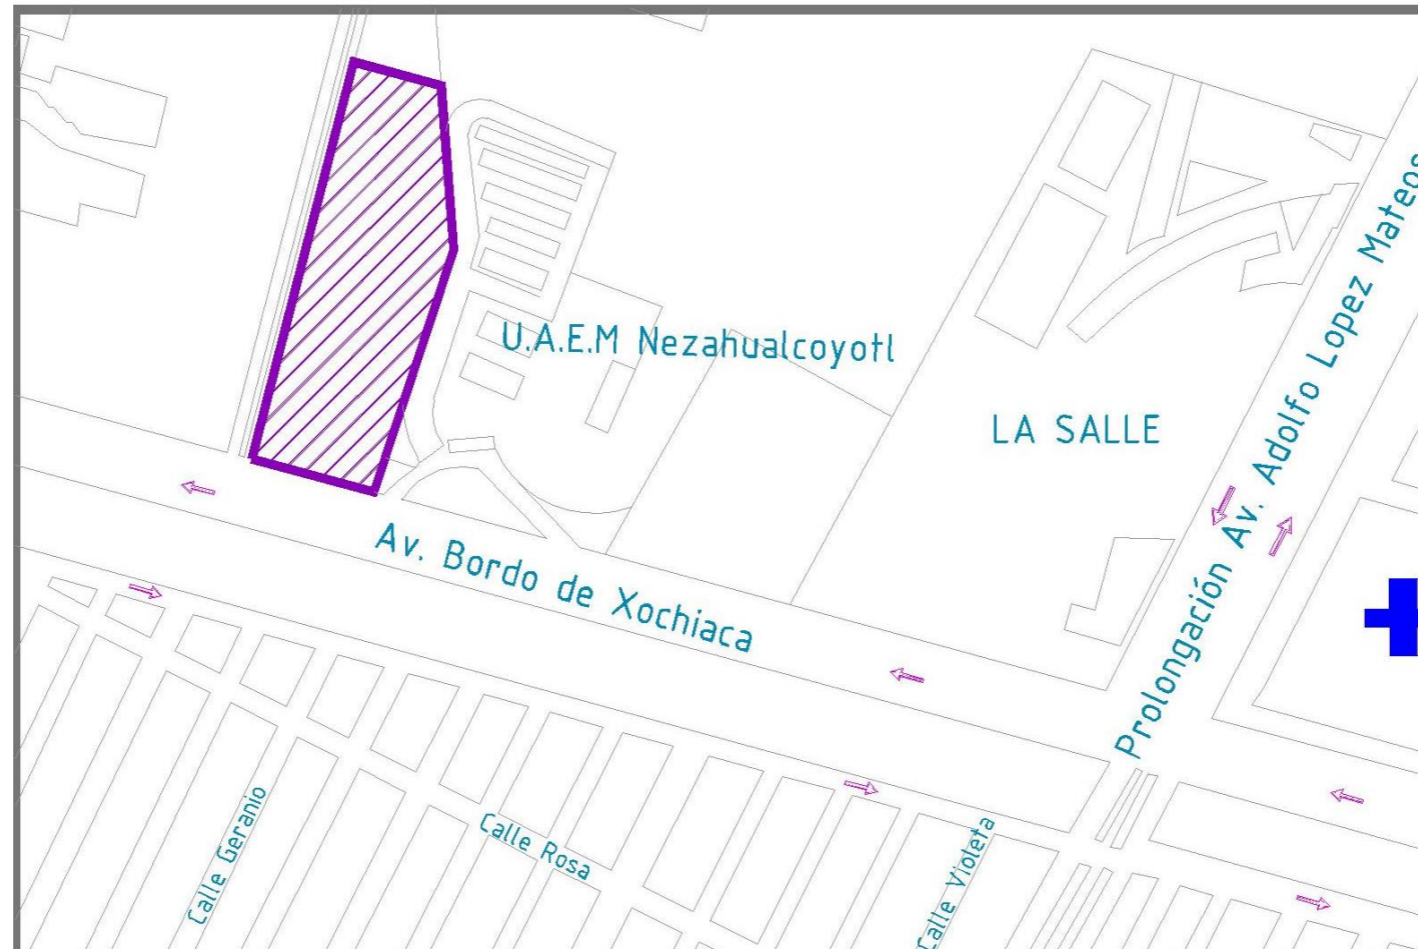 U.A.E.M Nezahualcoyotl
LA SALLE
Prolongación Av. Adolfo Lopez Mateos
Av. Bordo de Xochiaca
Calle Geranio
Calle Rosa
Calle Violeta